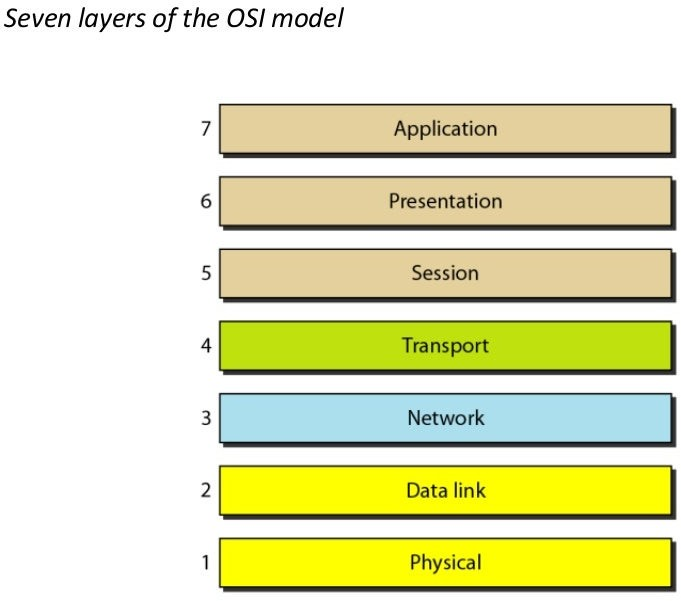 Seven layers of the OSI model
7 Application
6 Presentation
5 Session
4 Transport
3 Network
2 Data link
1 Physical